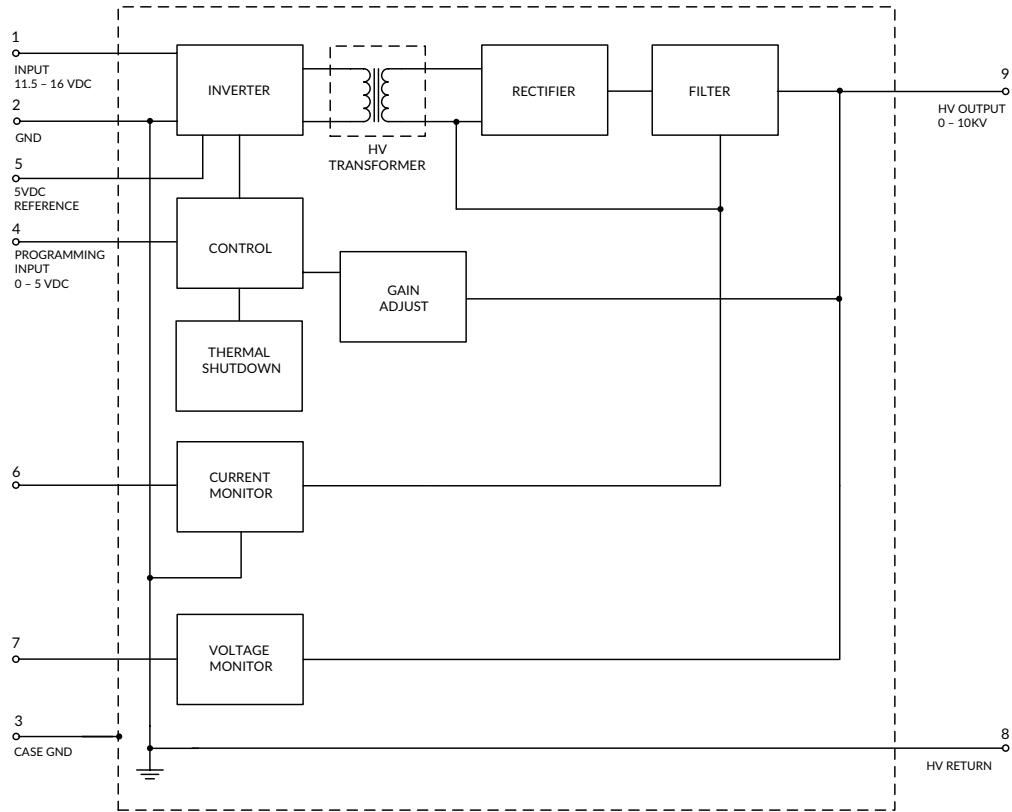 1
INPUT
11.5 – 16 VDC
2
GND
5
5VDC
REFERENCE
4
PROGRAMMING
INPUT
0 – 5 VDC
INVERTER
HV
TRANSFORMER
RECTIFIER
FILTER
9
HV OUTPUT
0 – 10KV
CONTROL
GAIN
ADJUST
THERMAL
SHUTDOWN
6
CURRENT
MONITOR
7
VOLTAGE
MONITOR
3
CASE GND
8
HV RETURN